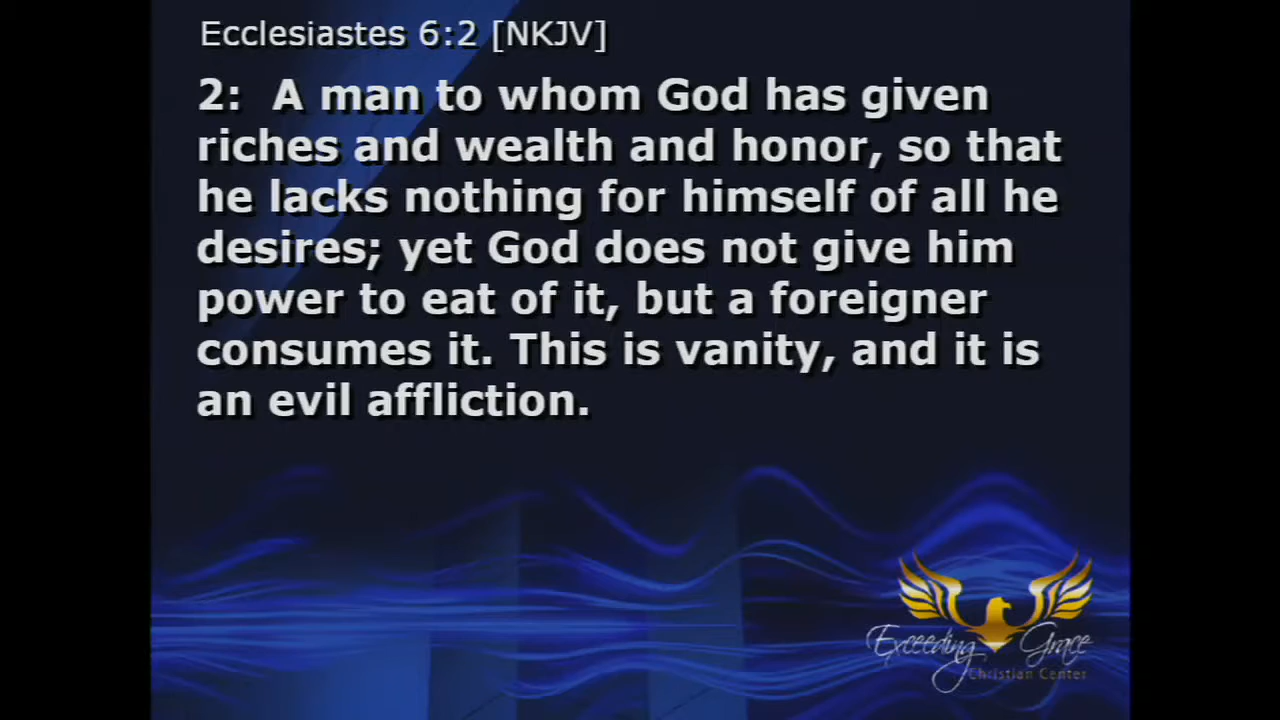 Ecclesiastes 6:2 [NKJV]
2: A man to whom God has given
riches and wealth and honor, so that
he lacks nothing for himself of all he
desires; yet God does not give him
power to eat of it, but a foreigner
consumes it. This is vanity, and it is
an evil affliction.
Exceeding Grace
Christian Center